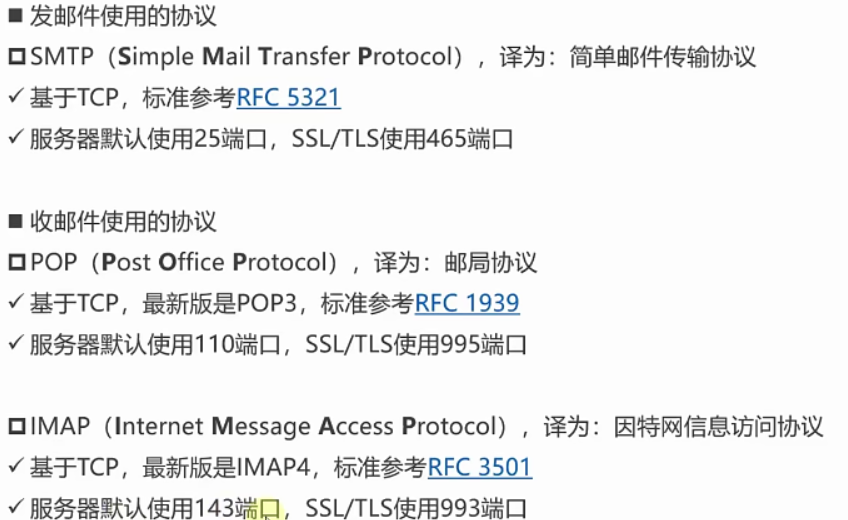 ■ 发邮件使用的协议
◘ SMTP（Simple Mail Transfer Protocol），译为：简单邮件传输协议
✓ 基于TCP，标准参考RFC 5321
✓ 服务器默认使用25端口，SSL/TLS使用465端口
■ 收邮件使用的协议
◘ POP（Post Office Protocol），译为：邮局协议
✓ 基于TCP，最新版是POP3，标准参考RFC 1939
✓ 服务器默认使用110端口，SSL/TLS使用995端口
◘ IMAP（Internet Message Access Protocol），译为：因特网信息访问协议
✓ 基于TCP，最新版是IMAP4，标准参考RFC 3501
✓ 服务器默认使用143端口，SSL/TLS使用993端口